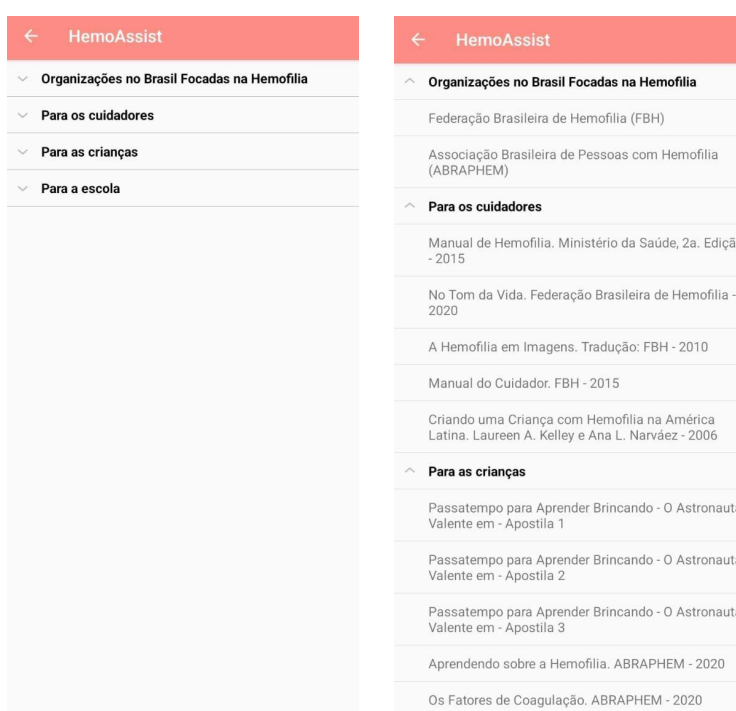 HemoAssist
Organizações no Brasil Focadas na Hemofilia
Para os cuidadores
Para as crianças
Para a escola
HemoAssist
Organizações no Brasil Focadas na Hemofilia
Federação Brasileira de Hemofilia (FBH)
Associação Brasileira de Pessoas com Hemofilia
(ABRAPHEM)
Para os cuidadores
Manual de Hemofilia. Ministério da Saúde, 2a. Ediçã
- 2015
No Tom da Vida. Federação Brasileira de Hemofilia -
2020
A Hemofilia em Imagens. Tradução: FBH - 2010
Manual do Cuidador. FBH - 2015
Criando uma Criança com Hemofilia na América
Latina. Laureen A. Kelley e Ana L. Narváez - 2006
Para as crianças
Passatempo para Aprender Brincando - O Astronauta
Valente em - Apostila 1
Passatempo para Aprender Brincando - O Astronauta
Valente em - Apostila 2
Passatempo para Aprender Brincando - O Astronauta
Valente em - Apostila 3
Aprendendo sobre a Hemofilia. ABRAPHEM - 2020
Os Fatores de Coagulação. ABRAPHEM - 2020